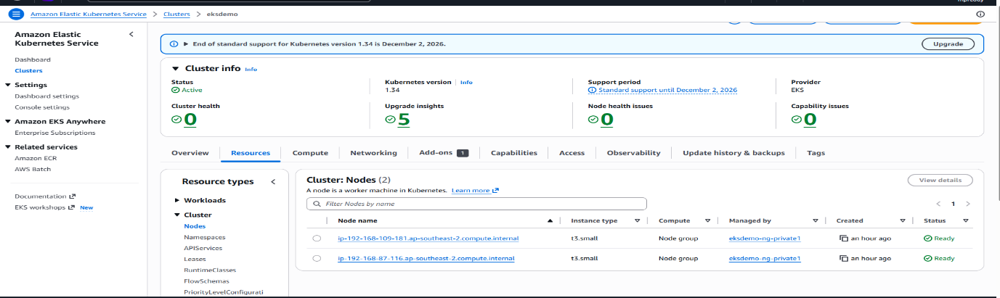 Amazon Elastic Kubernetes Service > Clusters > eksdemo
Amazon Elastic
Kubernetes Service
Dashboard
Clusters
Settings
Dashboard settings
Console settings
Amazon EKS Anywhere
Enterprise Subscriptions
Related services
Amazon ECR
AWS Batch
Documentation
EKS workshops New
End of standard support for Kubernetes version 1.34 is December 2, 2026.
Upgrade
Cluster info Info
Status
Active
Kubernetes version Info
1.34
Support period
Standard support until December 2, 2026
Provider
EKS
Cluster health
0
Upgrade insights
5
Node health issues
0
Capability issues
0
Overview Resources Compute Networking Add-ons 1 Capabilities Access Observability Update history & backups Tags
Resource types
Workloads
Cluster
Nodes
Namespaces
APIServices
Leases
RuntimeClasses
FlowSchemas
PriorityLevelConfigurati
Cluster: Nodes (2)
View details
A node is a worker machine in Kubernetes. Learn more
Filter Nodes by name
< 1 >
Node name Instance type Compute Managed by Created Status
ip-192-168-109-181.ap-southeast-2.compute.internal t3.small Node group eksdemo-ng-private1 an hour ago Ready
ip-192-168-87-116.ap-southeast-2.compute.internal t3.small Node group eksdemo-ng-private1 an hour ago Ready